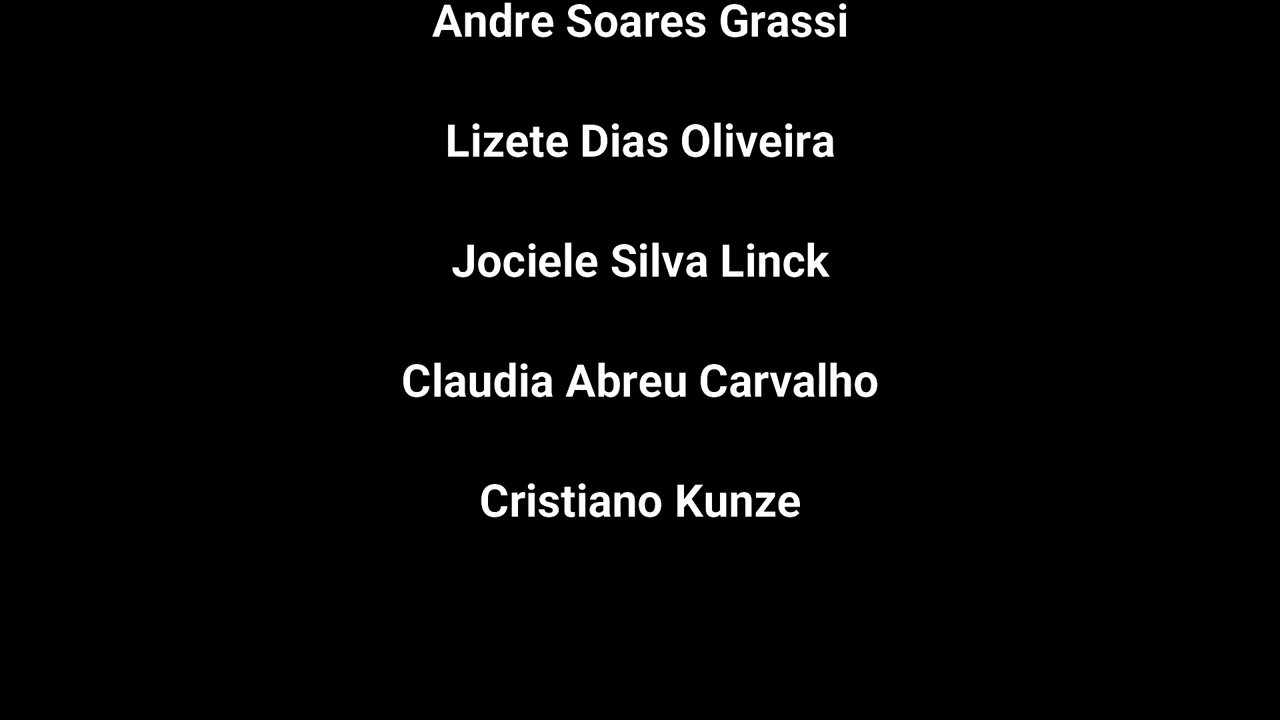 Andre Soares Grassi
Lizete Dias Oliveira
Jociele Silva Linck
Claudia Abreu Carvalho
Cristiano Kunze